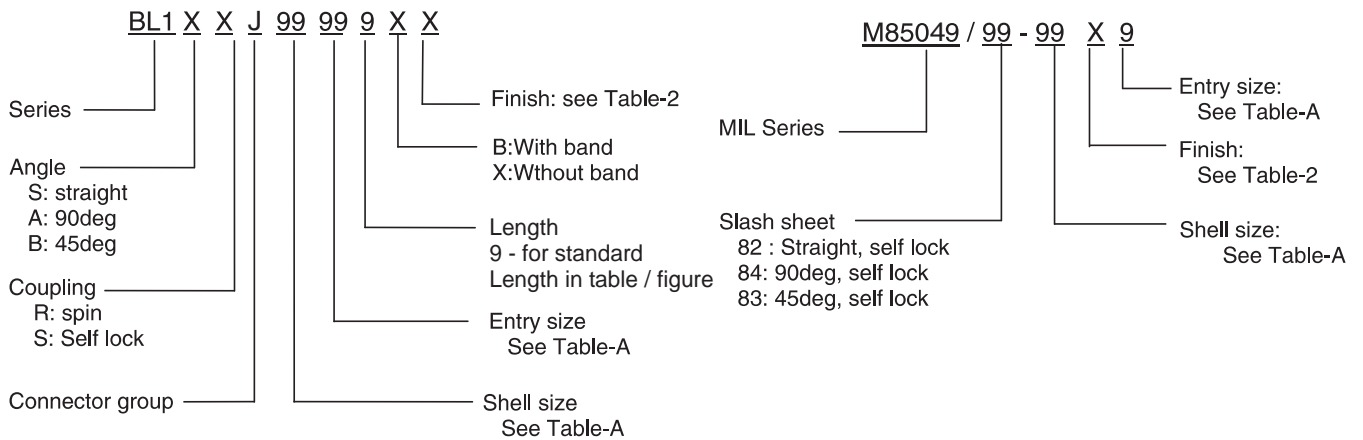 BL1 X X J 99 99 9 X X
Series
Angle
S: straight
A: 90deg
B: 45deg
Coupling
R: spin
S: Self lock
Connector group
Finish: see Table-2
B:With band
X:Wthout band
Length
9 - for standard
Length in table / figure
Entry size
See Table-A
Shell size
See Table-A
M85049 / 99 - 99 X 9
MIL Series
Slash sheet
82 : Straight, self lock
84: 90deg, self lock
83: 45deg, self lock
Entry size:
See Table-A
Finish:
See Table-2
Shell size:
See Table-A